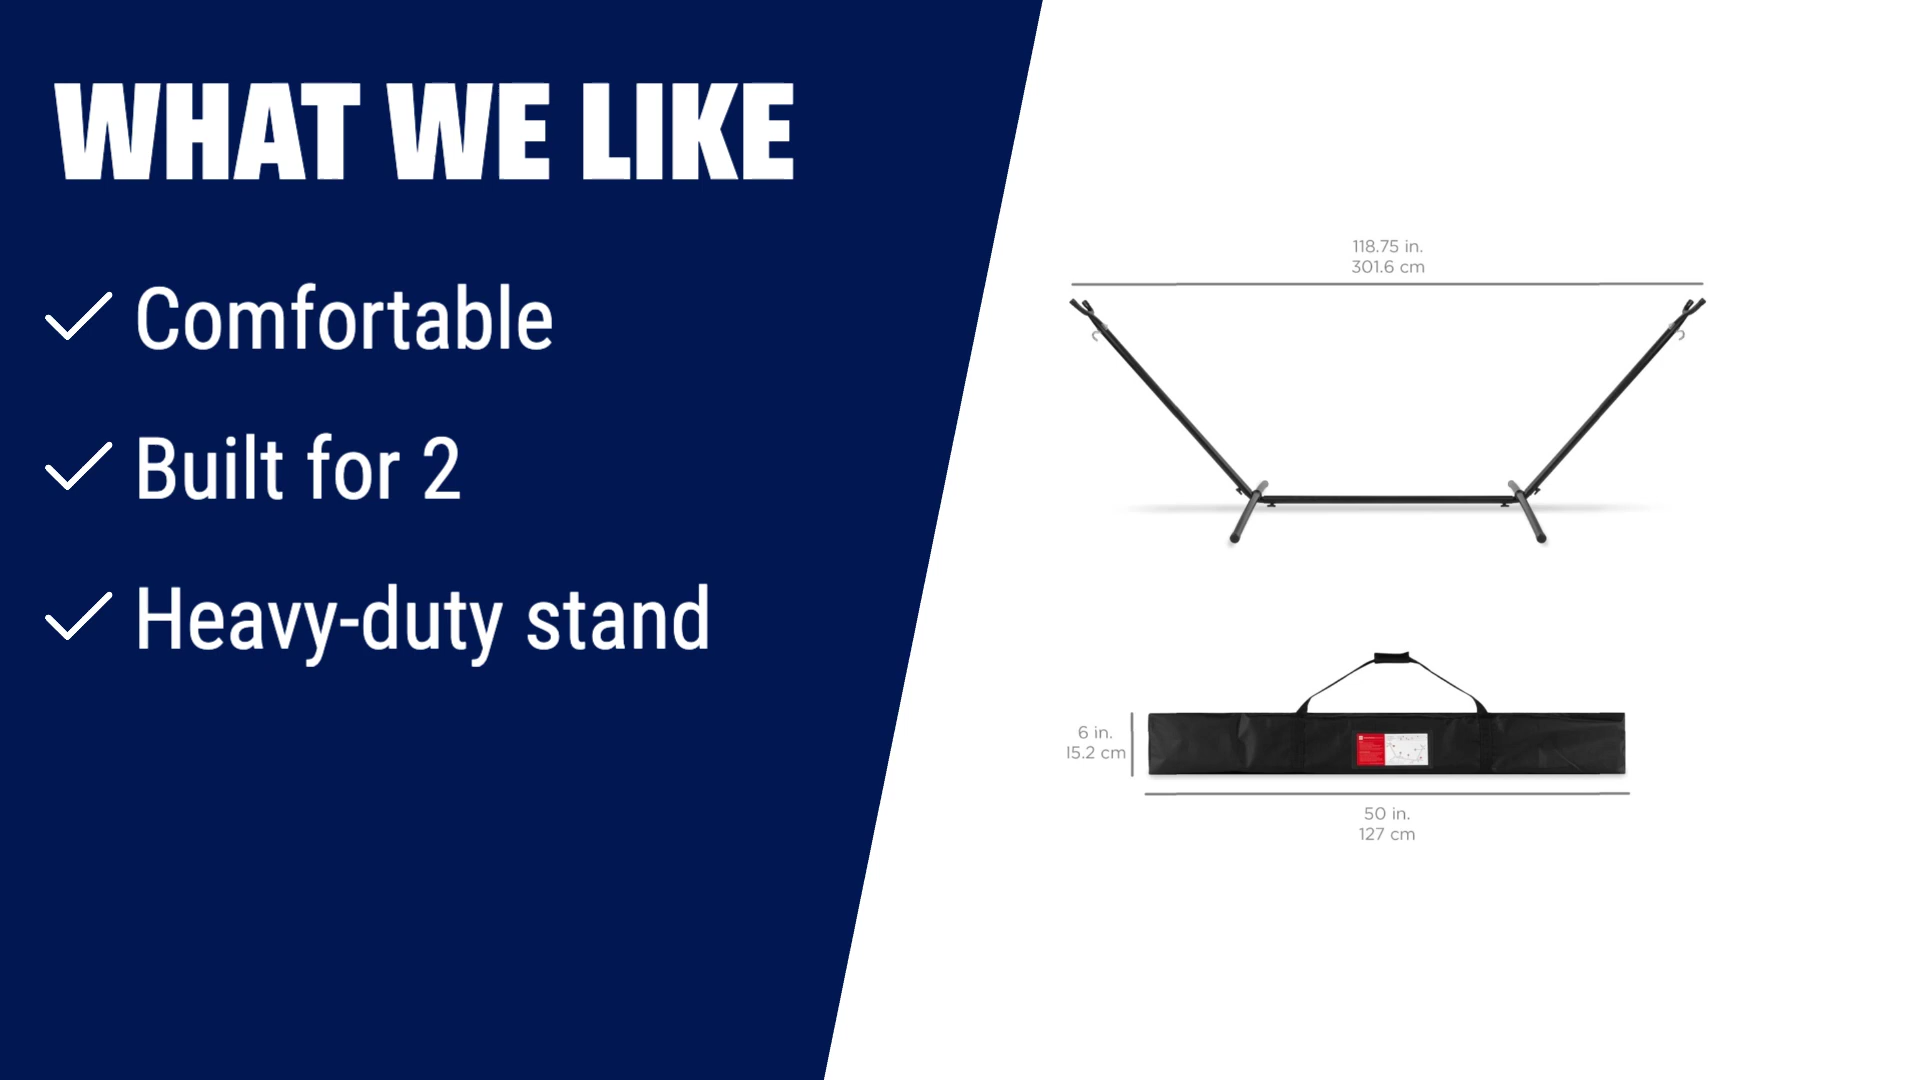 WHAT WE LIKE
Comfortable
Built for 2
Heavy-duty stand
118.75 in.
301.6 cm
6 in.
15.2 cm
50 in.
127 cm